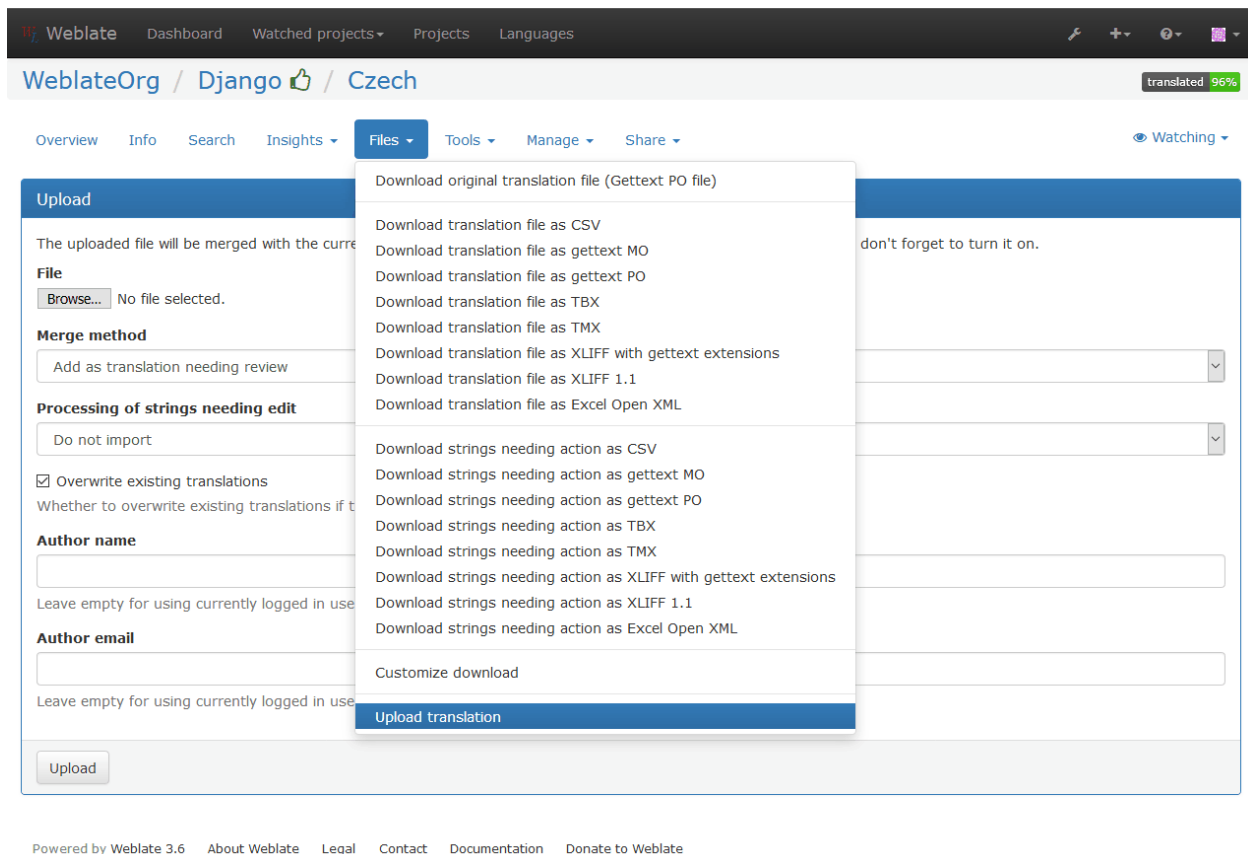 Weblate Dashboard Watched projects Projects Languages
WeblateOrg / Django / Czech
translated 96%
Overview Info Search Insights Files Tools Manage Share Watching
Download original translation file (Gettext PO file)
Upload
Download translation file as CSV
The uploaded file will be merged with the curre
don't forget to turn it on.
Download translation file as gettext MO
File
Download translation file as gettext PO
Browse... No file selected.
Download translation file as TBX
Download translation file as TMX
Merge method
Download translation file as XLIFF with gettext extensions
Add as translation needing review
Download translation file as XLIFF 1.1
Download translation file as Excel Open XML
Processing of strings needing edit
Do not import
Download strings needing action as CSV
Download strings needing action as gettext MO
Overwrite existing translations
Download strings needing action as gettext PO
Whether to overwrite existing translations if t
Download strings needing action as TBX
Author name
Download strings needing action as TMX
Download strings needing action as XLIFF with gettext extensions
Leave empty for using currently logged in use
Download strings needing action as XLIFF 1.1
Download strings needing action as Excel Open XML
Author email
Customize download
Leave empty for using currently logged in use
Upload translation
Upload
Powered by Weblate 3.6 About Weblate Legal Contact Documentation Donate to Weblate